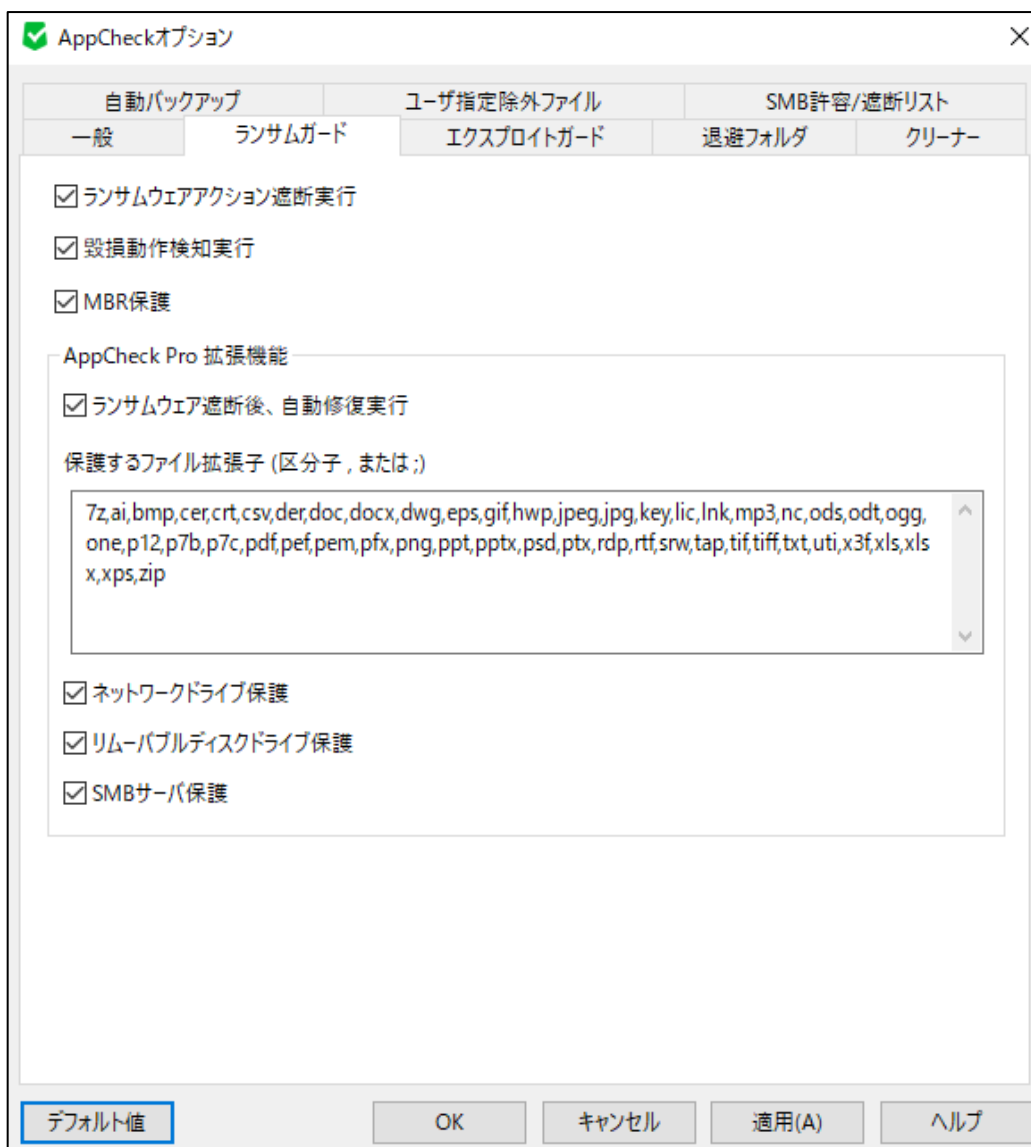 AppCheckオプション
自動バックアップ ユーザ指定除外ファイル SMB許容/遮断リスト
一般 ランサムガード エクスプロイトガード 退避フォルダ クリーナー
ランサムウェアアクション遮断実行
毀損動作検知実行
MBR保護
AppCheck Pro 拡張機能
ランサムウェア遮断後、自動修復実行
保護するファイル拡張子 (区分子 , または ;)
7z,ai,bmp,cer,crt,csv,der,doc,docx,dwg,eps,gif,hwp,jpeg,jpg,key,lic,lnk,mp3,nc,ods,odt,ogg,
one,p12,p7b,p7c,pdf,pef,pem,pfx,png,ppt,pptx,psd,ptx,rdp,rtf,srw,tap,tif,tiff,txt,uti,x3f,xls,xls
x,xps,zip
ネットワークドライブ保護
リムーバブルディスクドライブ保護
SMBサーバ保護
デフォルト値 OK キャンセル 適用(A) ヘルプ